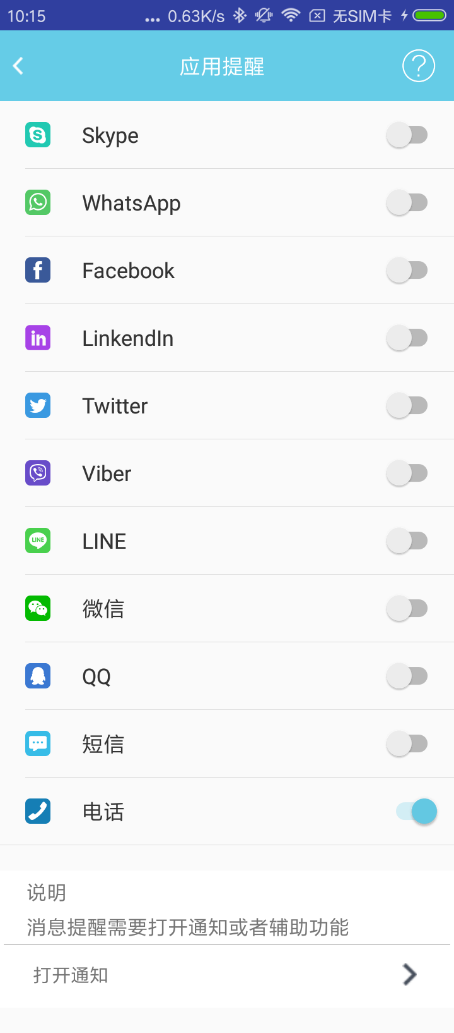 10:15 ... 0.63K/s 无SIM卡
应用提醒 ?
Skype
WhatsApp
Facebook
LinkendIn
Twitter
Viber
LINE
微信
QQ
短信
电话
说明
消息提醒需要打开通知或者辅助功能
打开通知